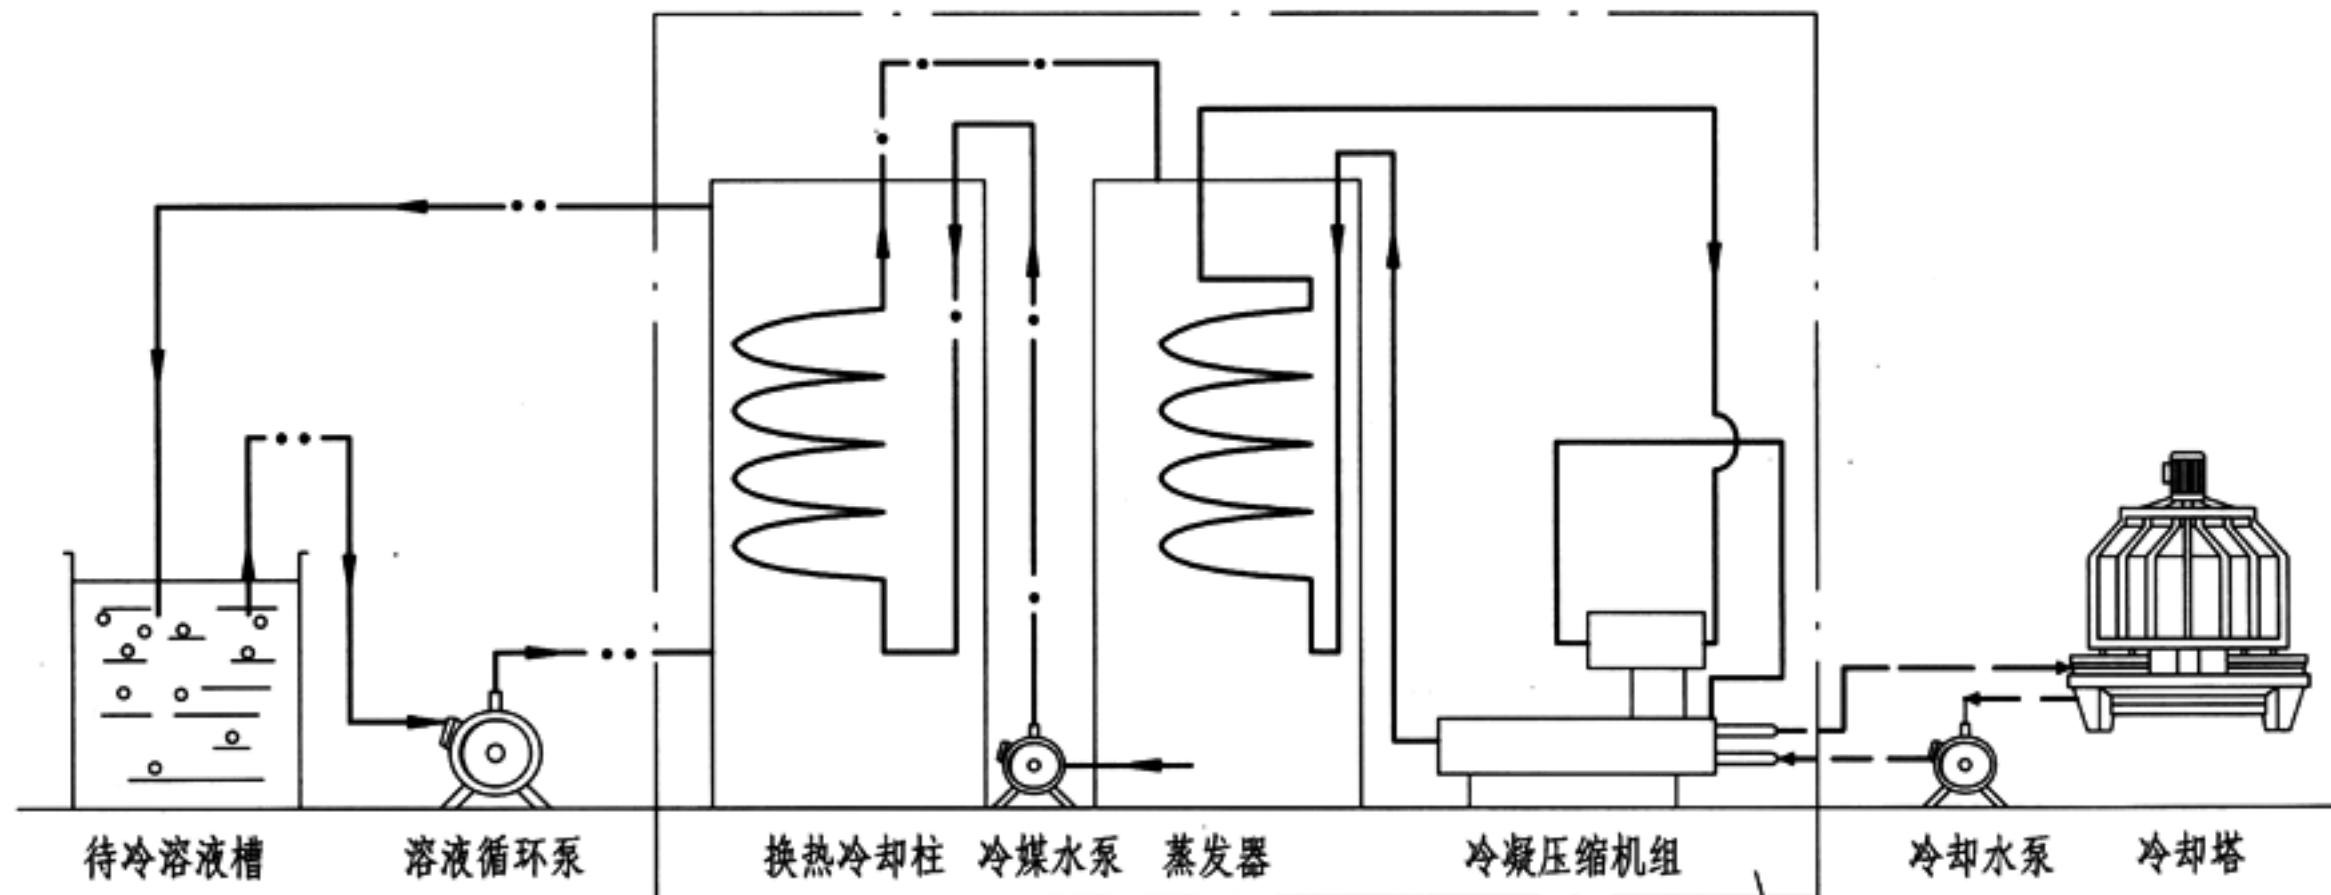 待冷溶液槽
溶液循环泵
换热冷却柱
冷媒水泵
蒸发器
冷凝压缩机组
冷却水泵
冷却塔